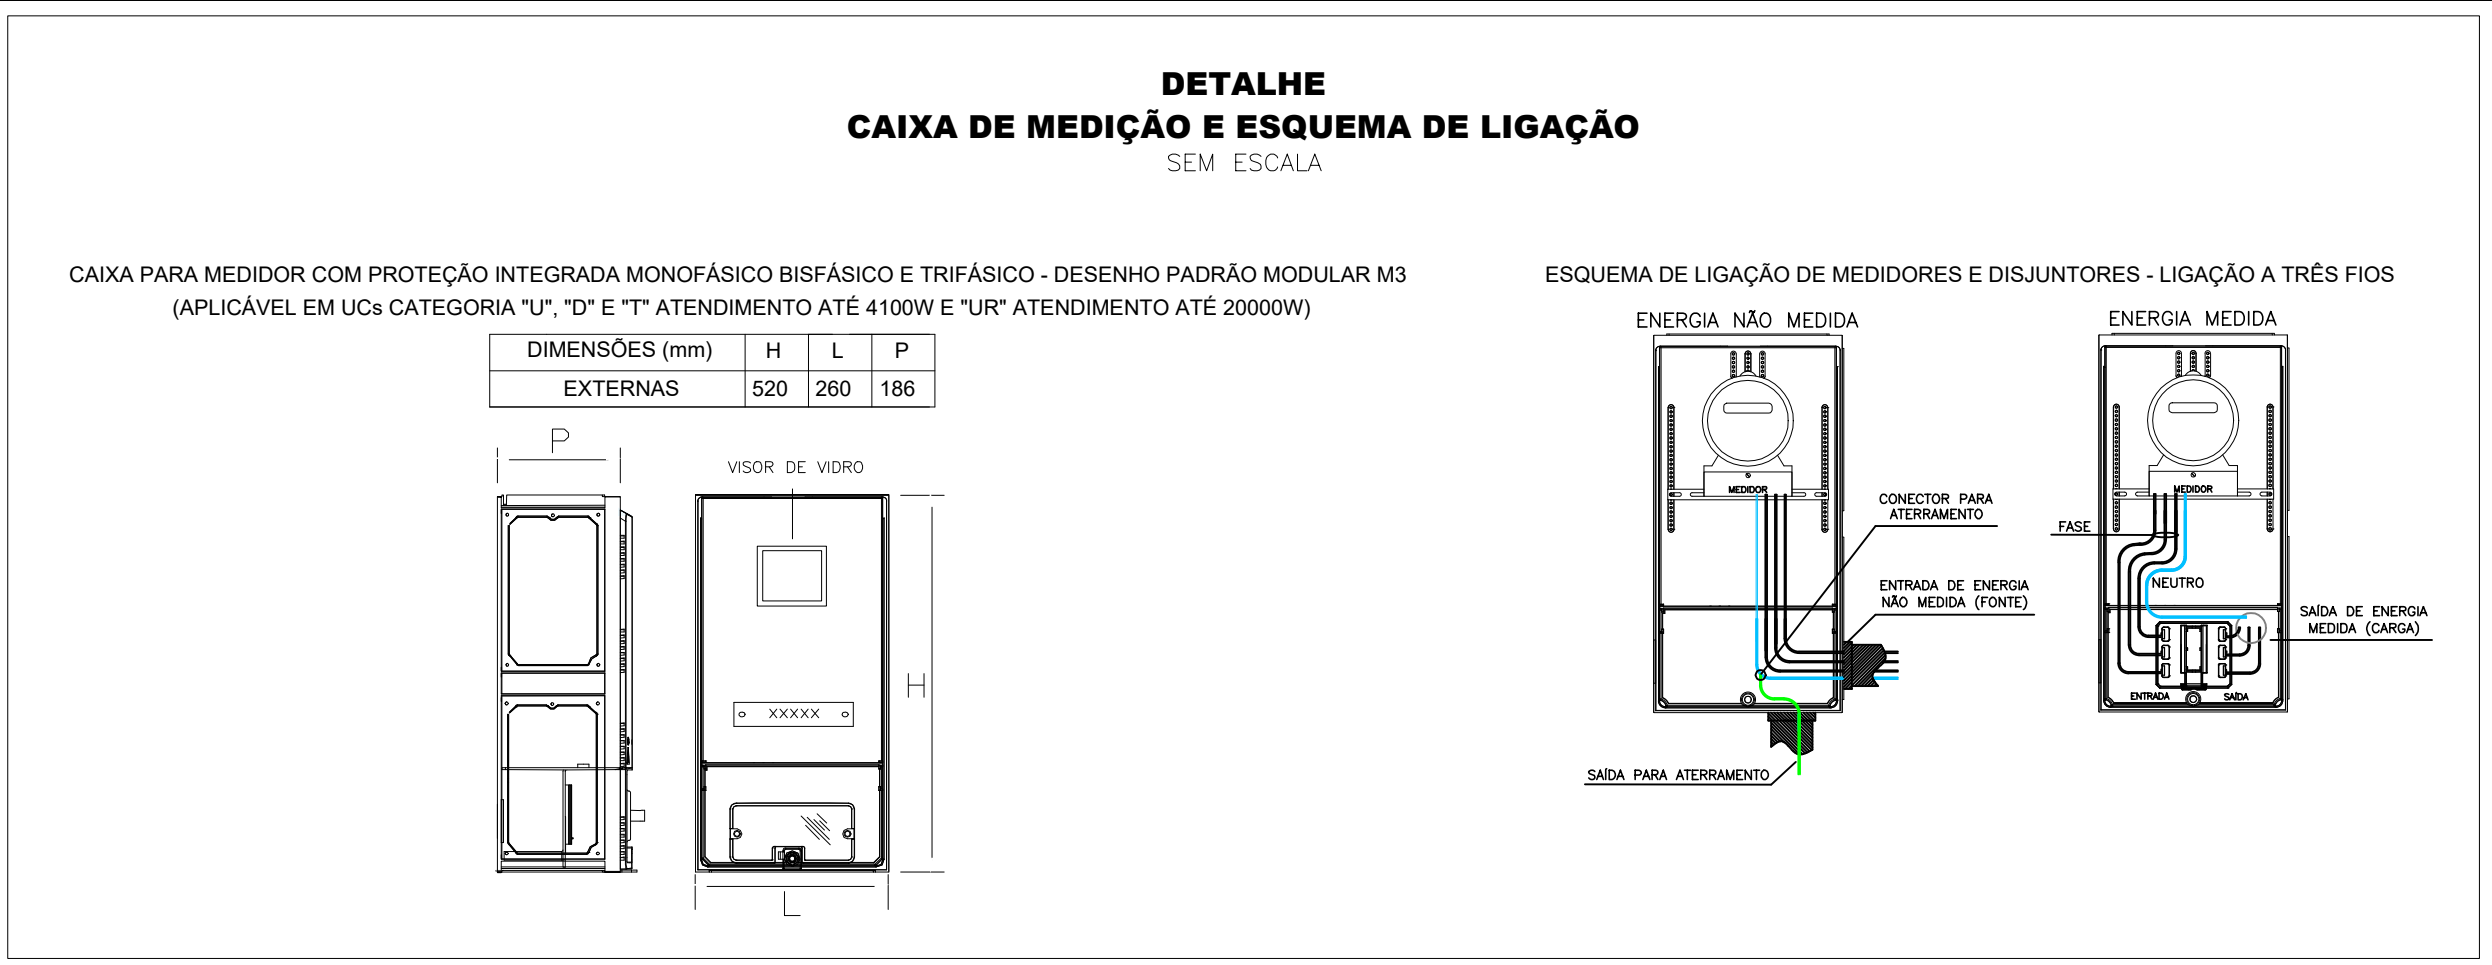 DETALHE
CAIXA DE MEDIÇÃO E ESQUEMA DE LIGAÇÃO
SEM ESCALA
CAIXA PARA MEDIDOR COM PROTEÇÃO INTEGRADA MONOFÁSICO BISFÁSICO E TRIFÁSICO - DESENHO PADRÃO MODULAR M3
(APLICÁVEL EM UCs CATEGORIA "U", "D" E "T" ATENDIMENTO ATÉ 4100W E "UR" ATENDIMENTO ATÉ 20000W)
DIMENSÕES (mm) H L P
EXTERNAS 520 260 186
P
VISOR DE VIDRO
H
XXXXX
L
ESQUEMA DE LIGAÇÃO DE MEDIDORES E DISJUNTORES - LIGAÇÃO A TRÊS FIOS
ENERGIA NÃO MEDIDA
MEDIDOR
CONECTOR PARA
ATERRAMENTO
ENTRADA DE ENERGIA
NÃO MEDIDA (FONTE)
SAÍDA PARA ATERRAMENTO
ENERGIA MEDIDA
MEDIDOR
FASE
NEUTRO
SAÍDA DE ENERGIA
MEDIDA (CARGA)
ENTRADA
SAÍDA